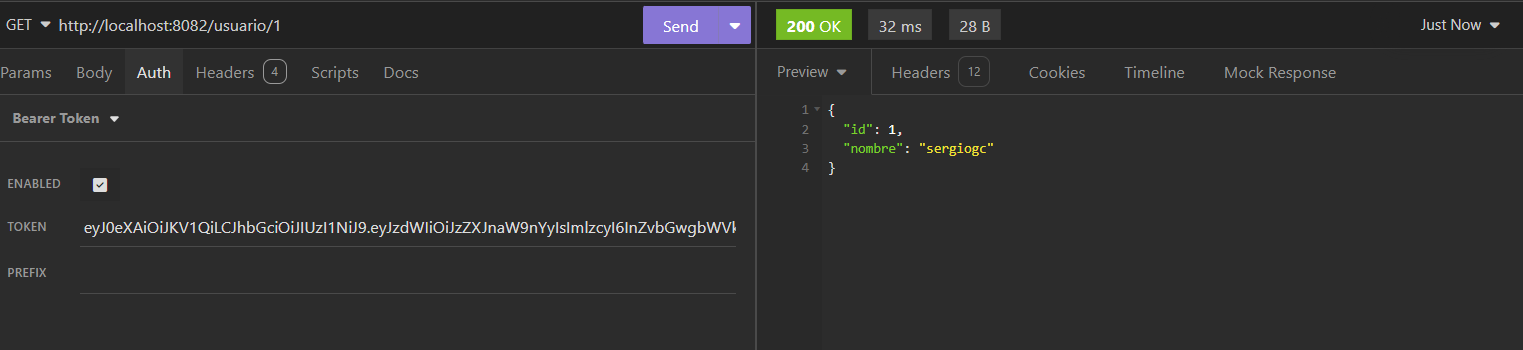 GET http://localhost:8082/usuario/1 Send
200 OK 32 ms 28 B Just Now
Params Body Auth Headers 4 Scripts Docs
Preview Headers 12 Cookies Timeline Mock Response
Bearer Token
ENABLED
TOKEN eyJ0eXAiOiJKV1QiLCJhbGciOiJIUzI1NiJ9.eyJzdWIiOiJzZXJnaW9nYyIsImlzcyI6InZvbGwgbWVk
PREFIX
1 {
2 "id": 1,
3 "nombre": "sergiogc"
4 }